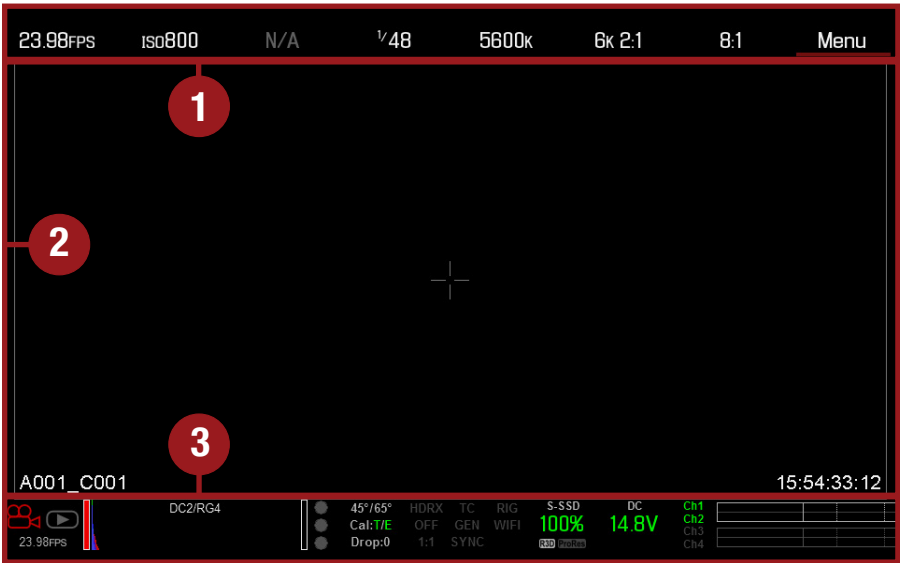 23.98FPS ISO800 N/A 1/48 5600K 6K 2:1 8:1 Menu
1
2
3
A001_C001 15:54:33:12
DC2/RG4 45°/65° HDRX TC RIG S-SSD DC Ch1
Cal:T/E OFF GEN WIFI 100% 14.8V Ch2
23.98FPS Drop:0 1:1 SYNC R3D ProRes Ch3
Ch4